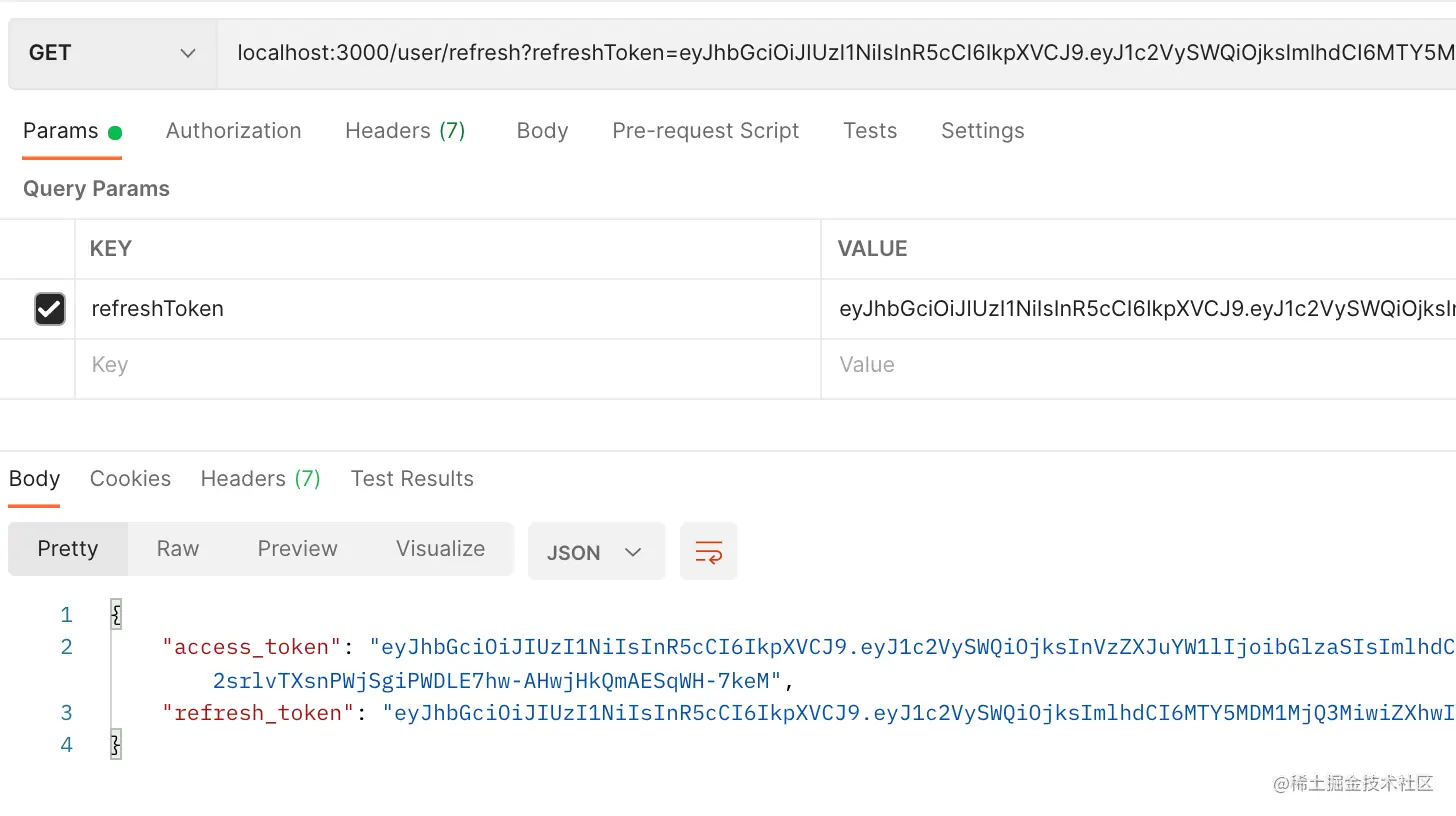 GET localhost:3000/user/refresh?refreshToken=eyJhbGciOiJIUzI1NiIsInR5cCI6IkpXVCJ9.eyJ1c2VySWQiOjksImlhdCI6MTY5M
Params Authorization Headers (7) Body Pre-request Script Tests Settings
Query Params
KEY VALUE
refreshToken eyJhbGciOiJIUzI1NiIsInR5cCI6IkpXVCJ9.eyJ1c2VySWQiOjksIm
Key Value
Body Cookies Headers (7) Test Results
Pretty Raw Preview Visualize JSON
1 {
2 "access_token": "eyJhbGciOiJIUzI1NiIsInR5cCI6IkpXVCJ9.eyJ1c2VySWQiOjksInVzZXJuYW1lIjoibGlzaSIsImlhdC
2srlvTXsnPWjSgiPWDLE7hw-AHwjHkQmAESqWH-7keM",
3 "refresh_token": "eyJhbGciOiJIUzI1NiIsInR5cCI6IkpXVCJ9.eyJ1c2VySWQiOjksImlhdCI6MTY5MDM1MjQ3MiwiZXhwI
4 }
@稀土掘金技术社区